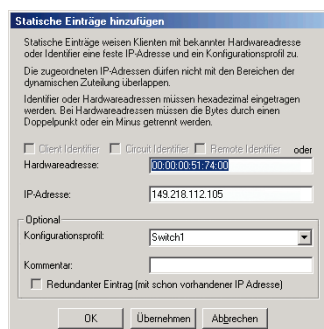 Statische Einträge hinzufügen
Statische Einträge weisen Klienten mit bekannter Hardwareadresse
oder Identifier eine feste IP-Adresse und ein Konfigurationsprofil zu.
Die zugeordneten IP-Adressen dürfen nicht mit den Bereichen der
dynamischen Zuteilung überlappen.
Identifier oder Hardwareadressen müssen hexadezimal eingetragen
werden. Bei Hardwareadressen müssen die Bytes durch einen
Doppelpunkt oder ein Minus getrennt werden.
Client Identifier Circuit Identifier Remote Identifier oder
Hardwareadresse: 00:00:00:51:74:00
IP-Adresse: 149.218.112.105
Optional
Konfigurationsprofil: Switch1
Kommentar:
Redundanter Eintrag (mit schon vorhandener IP Adresse)
OK Übernehmen Abbrechen